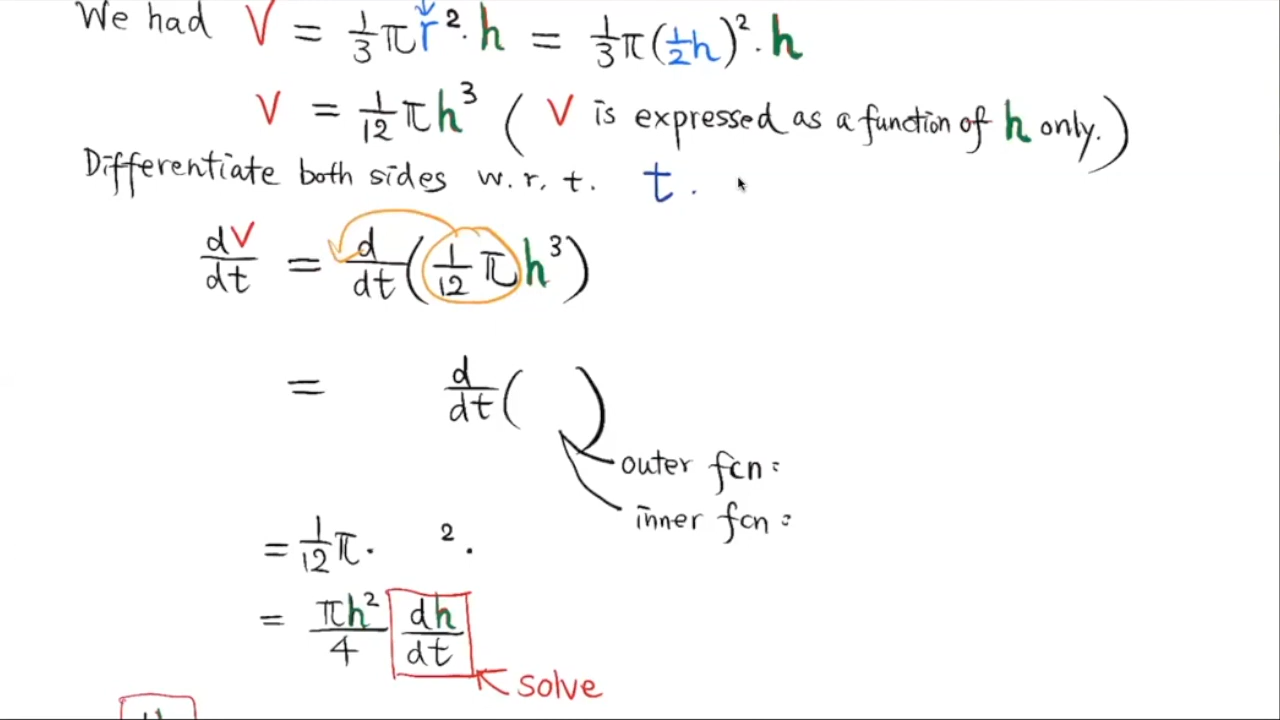 We had V = 1/3 π r². h = 1/3 π (1/2 h)². h
V = 1/12 π h³ ( V is expressed as a function of h only.)
Differentiate both sides w.r.t. t.
dV/dt = d/dt (1/12 π h³)
= d/dt ( )
outer fcn:
inner fcn:
= 1/12 π · ² ·
= πh²/4 dh/dt
solve